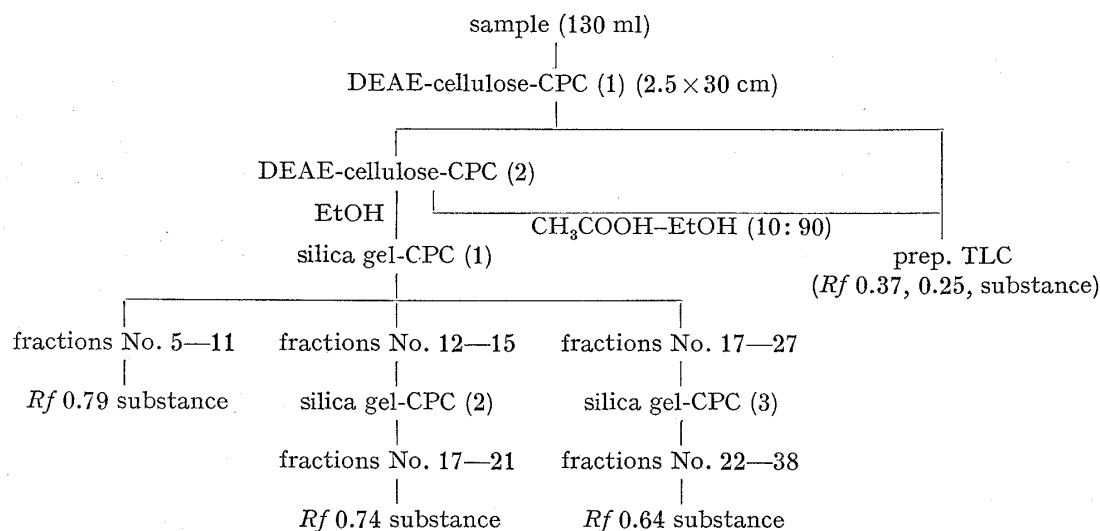 sample (130 ml)
DEAE-cellulose-CPC (1) (2.5×30 cm)
DEAE-cellulose-CPC (2)
EtOH
CH₃COOH–EtOH (10: 90)
silica gel-CPC (1)
prep. TLC
(Rf 0.37, 0.25, substance)
fractions No. 5—11
fractions No. 12—15
fractions No. 17—27
Rf 0.79 substance
silica gel-CPC (2)
silica gel-CPC (3)
fractions No. 17—21
fractions No. 22—38
Rf 0.74 substance
Rf 0.64 substance